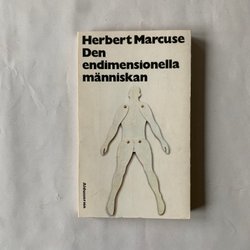 Herbert Marcuse
Den
endimensionella
människan